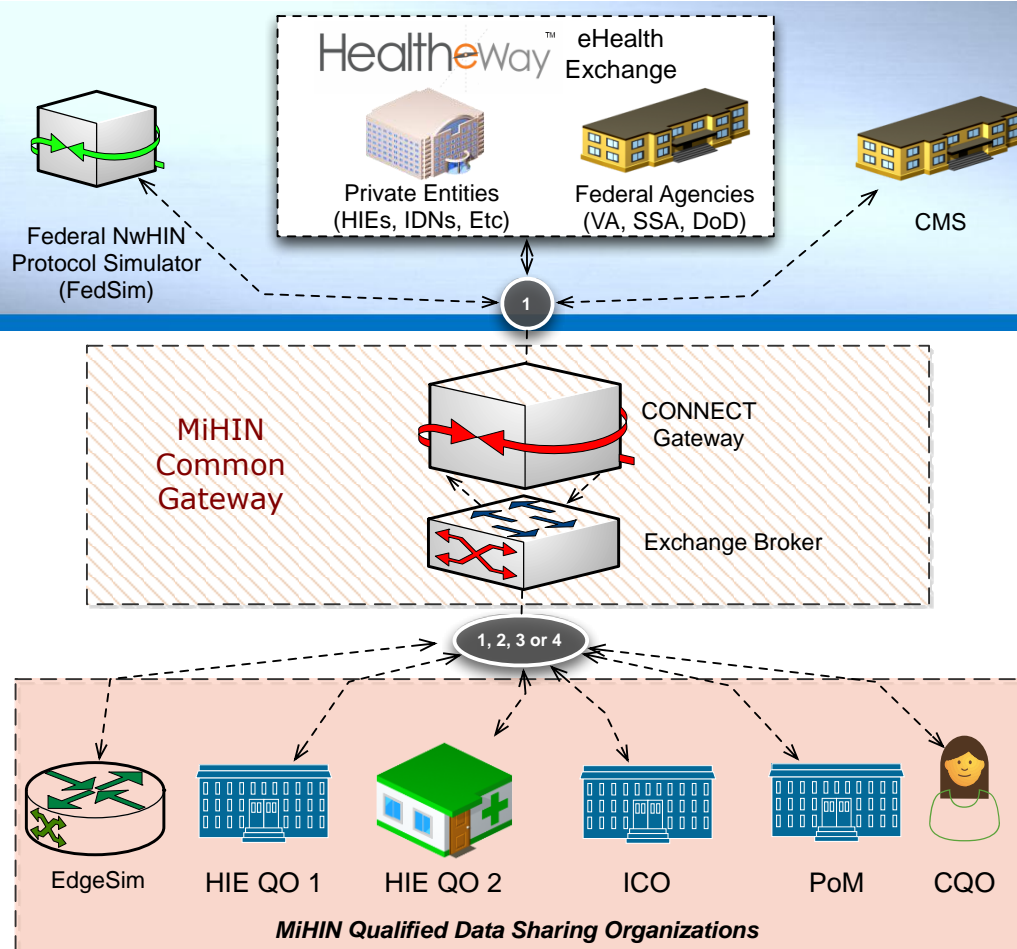 Healtheway™ eHealth
Exchange
Private Entities
(HIEs, IDNs, Etc)
Federal Agencies
(VA, SSA, DoD)
CMS
Federal NwHIN
Protocol Simulator
(FedSim)
1
MiHIN
Common
Gateway
CONNECT
Gateway
Exchange Broker
1, 2, 3 or 4
EdgeSim
HIE QO 1
HIE QO 2
ICO
PoM
CQO
MiHIN Qualified Data Sharing Organizations